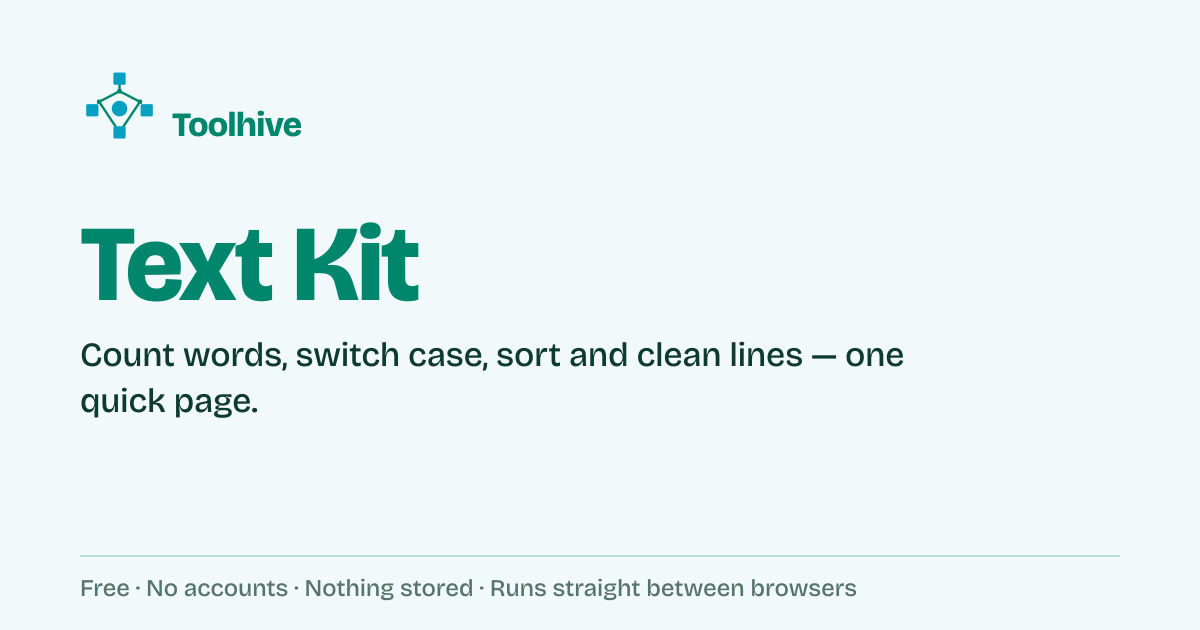 Toolhive
Text Kit
Count words, switch case, sort and clean lines — one
quick page.
Free · No accounts · Nothing stored · Runs straight between browsers